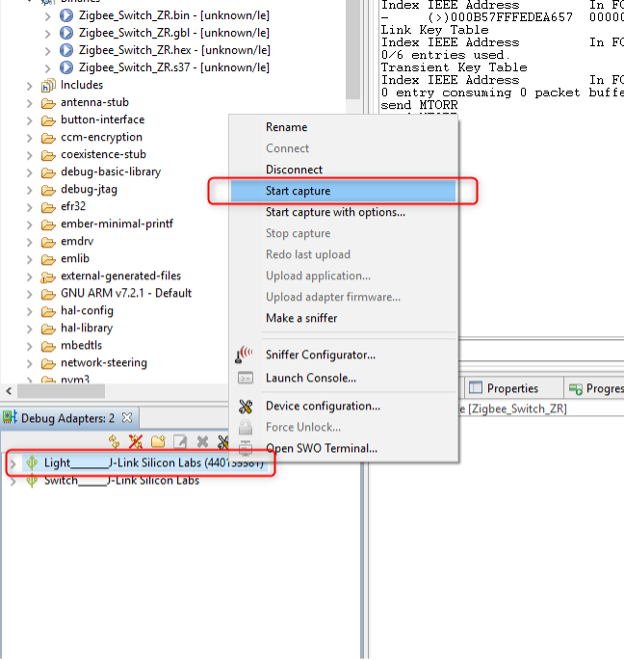 Binaries
Zigbee_Switch_ZR.bin - [unknown/le]
Zigbee_Switch_ZR.gbl - [unknown/le]
Zigbee_Switch_ZR.hex - [unknown/le]
Zigbee_Switch_ZR.s37 - [unknown/le]
Includes
antenna-stub
button-interface
ccm-encryption
coexistence-stub
debug-basic-library
debug-jtag
efr32
ember-minimal-printf
emdrv
emlib
external-generated-files
GNU ARM v7.2.1 - Default
hal-config
hal-library
mbedtls
network-steering
nvm3
Index IEEE Address In FC
- (>)000B57FFFEDEA657 00000
Link Key Table
Index IEEE Address In FC
0/6 entries used.
Transient Key Table
Index IEEE Address In FC
0 entry consuming 0 packet buffe
send MTORR
Rename
Connect
Disconnect
Start capture
Start capture with options...
Stop capture
Redo last upload
Upload application...
Upload adapter firmware...
Make a sniffer
Sniffer Configurator...
Launch Console...
Device configuration...
Force Unlock...
Open SWO Terminal...
Properties
Progres
e [Zigbee_Switch_ZR]
Debug Adapters: 2
Light_______J-Link Silicon Labs (440155581)
Switch_____J-Link Silicon Labs